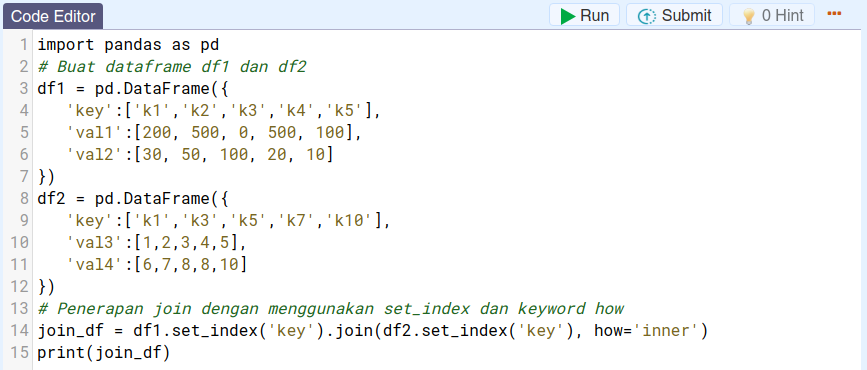 Code Editor
Run
Submit
0 Hint
1 import pandas as pd
2 # Buat dataframe df1 dan df2
3 df1 = pd.DataFrame({
4    'key':['k1','k2','k3','k4','k5'],
5    'val1':[200, 500, 0, 500, 100],
6    'val2':[30, 50, 100, 20, 10]
7 })
8 df2 = pd.DataFrame({
9    'key':['k1','k3','k5','k7','k10'],
10    'val3':[1,2,3,4,5],
11    'val4':[6,7,8,8,10]
12 })
13 # Penerapan join dengan menggunakan set_index dan keyword how
14 join_df = df1.set_index('key').join(df2.set_index('key'), how='inner')
15 print(join_df)